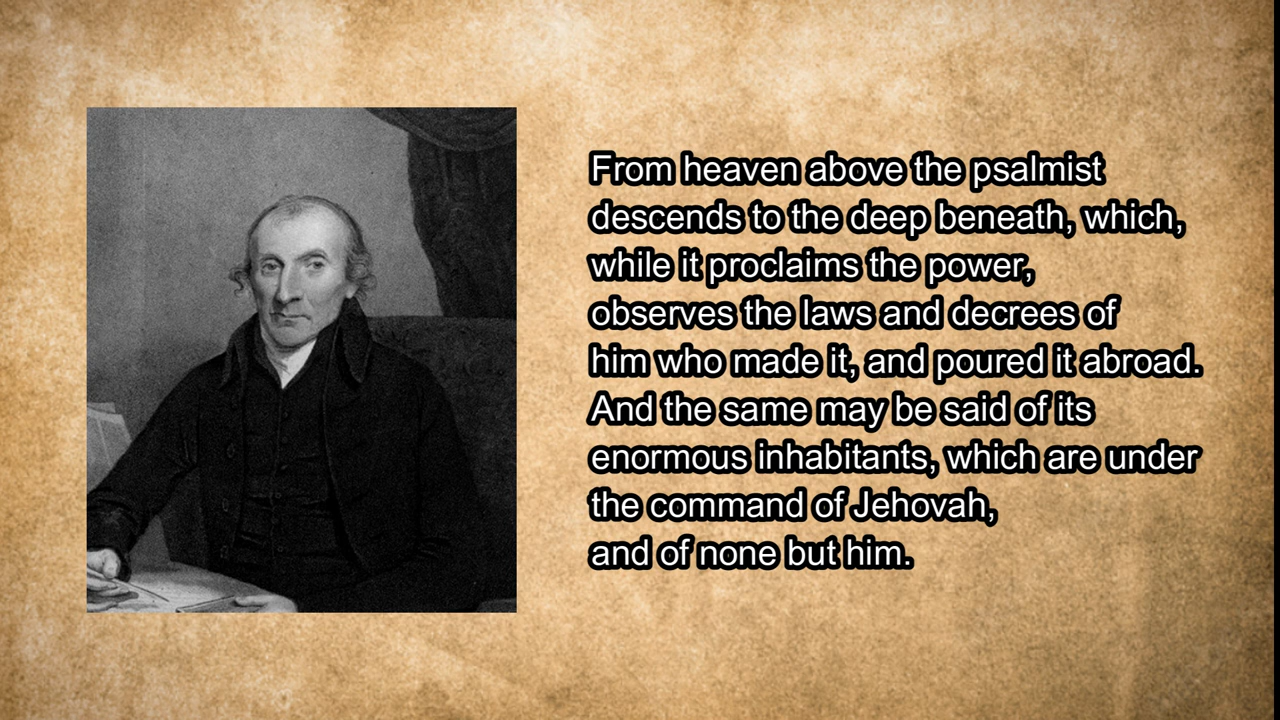 From heaven above the psalmist
descends to the deep beneath, which,
while it proclaims the power,
observes the laws and decrees of
him who made it, and poured it abroad.
And the same may be said of its
enormous inhabitants, which are under
the command of Jehovah,
and of none but him.